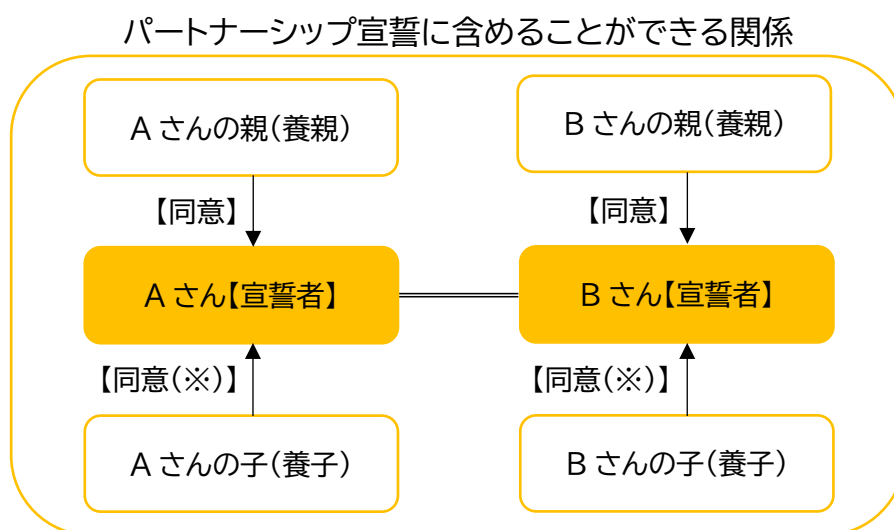 パートナーシップ宣誓に含めることができる関係
Aさんの親(養親)
Bさんの親(養親)
【同意】
【同意】
Aさん【宣誓者】
Bさん【宣誓者】
【同意(※)】
【同意(※)】
Aさんの子(養子)
Bさんの子(養子)